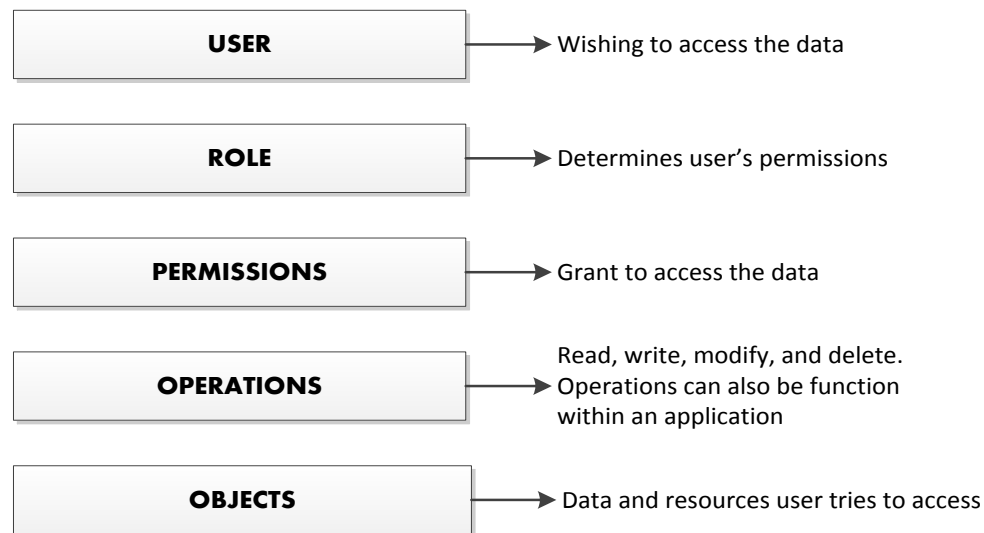 USER
Wishing to access the data
ROLE
Determines user’s permissions
PERMISSIONS
Grant to access the data
OPERATIONS
Read, write, modify, and delete.
Operations can also be function
within an application
OBJECTS
Data and resources user tries to access